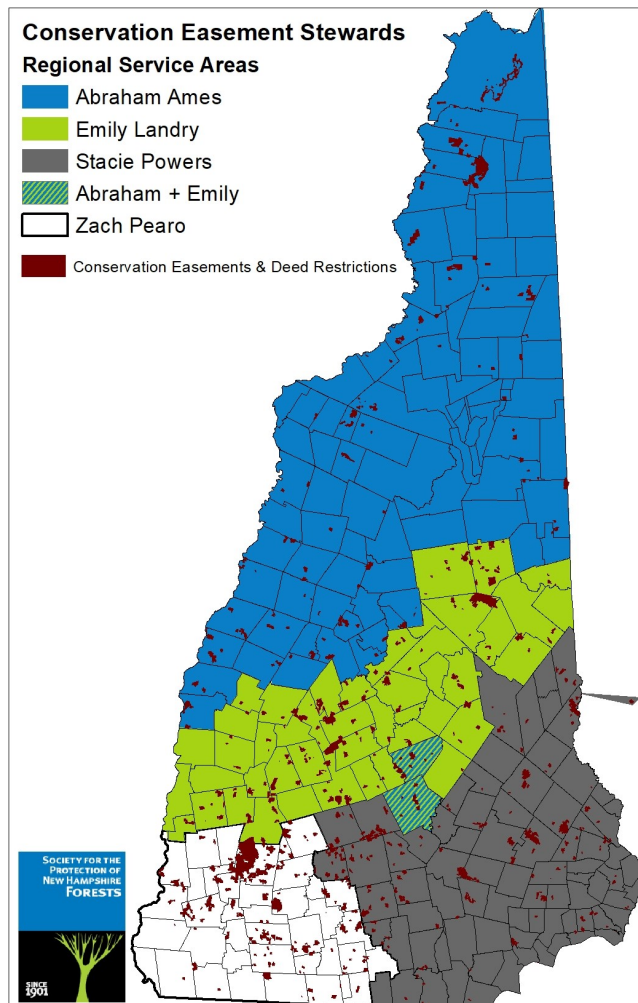 Conservation Easement Stewards
Regional Service Areas
Abraham Ames
Emily Landry
Stacie Powers
Abraham + Emily
Zach Pearo
Conservation Easements & Deed Restrictions
SOCIETY FOR THE
PROTECTION OF
NEW HAMPSHIRE
FORESTS
SINCE
1901